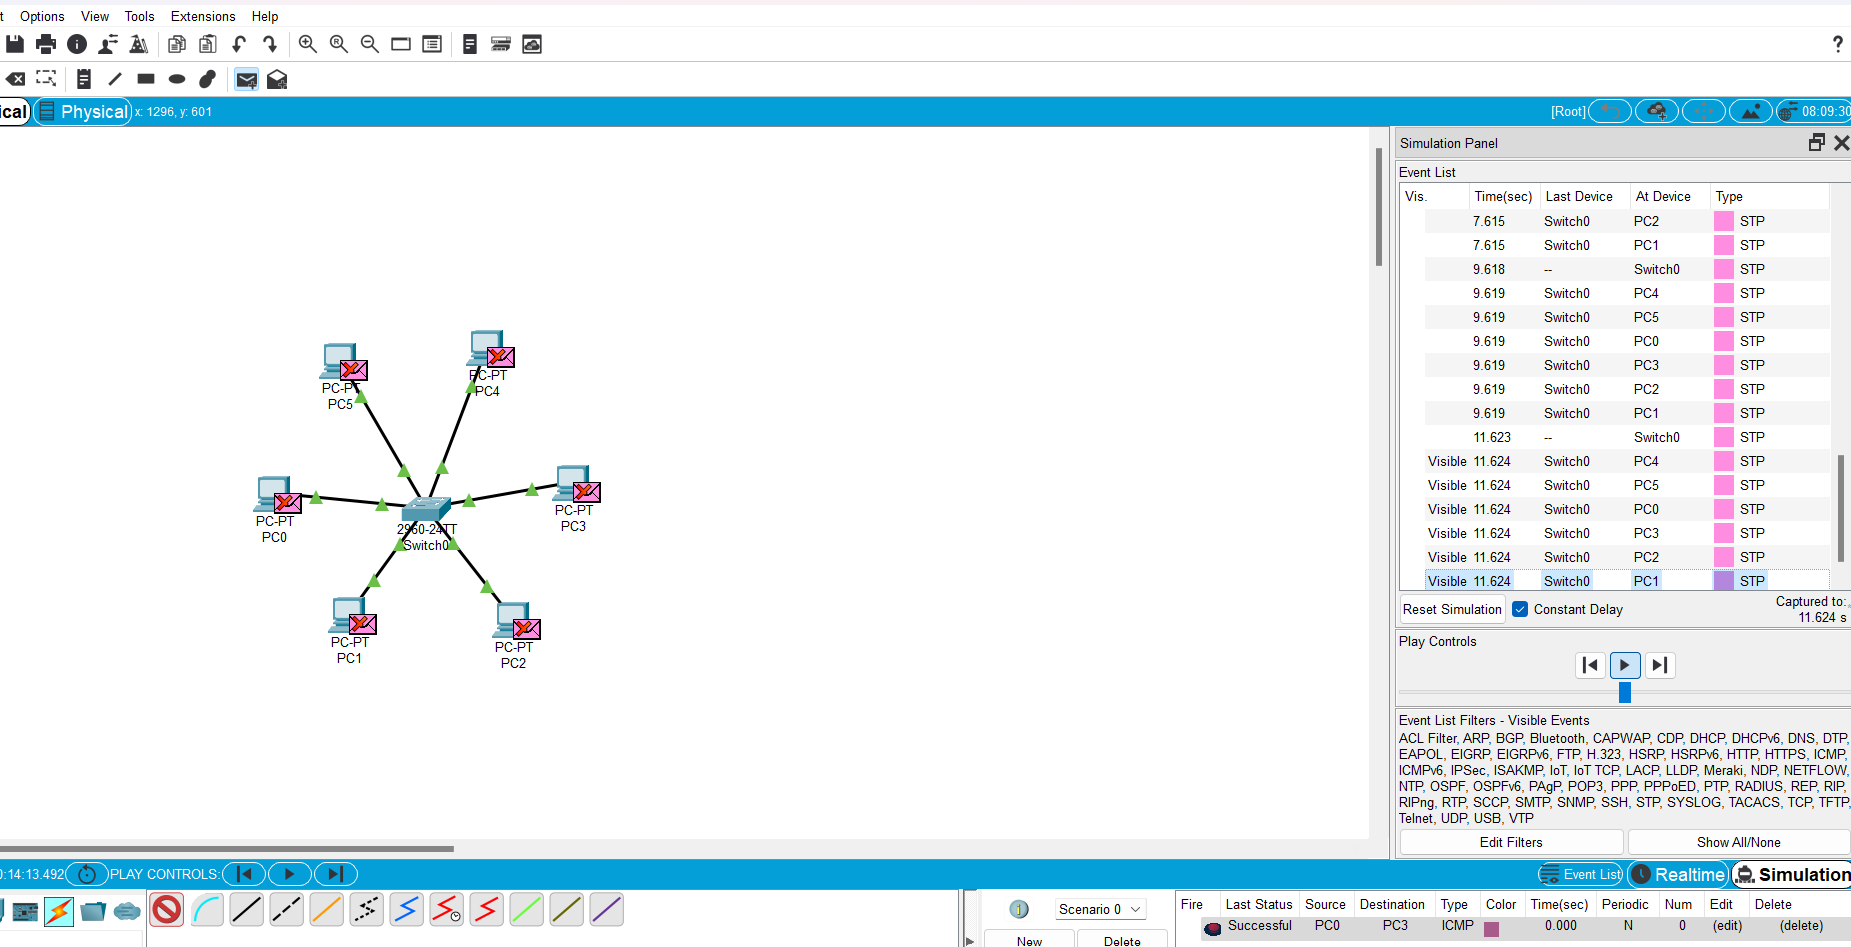 t Options View Tools Extensions Help
?
ical Physical x: 1296, y: 601 [Root] 08:09:30
Simulation Panel
Event List
Vis. Time(sec) Last Device At Device Type
7.615 Switch0 PC2 STP
7.615 Switch0 PC1 STP
9.618 -- Switch0 STP
9.619 Switch0 PC4 STP
9.619 Switch0 PC5 STP
9.619 Switch0 PC0 STP
9.619 Switch0 PC3 STP
9.619 Switch0 PC2 STP
9.619 Switch0 PC1 STP
11.623 -- Switch0 STP
Visible 11.624 Switch0 PC4 STP
Visible 11.624 Switch0 PC5 STP
Visible 11.624 Switch0 PC0 STP
Visible 11.624 Switch0 PC3 STP
Visible 11.624 Switch0 PC2 STP
Visible 11.624 Switch0 PC1 STP
Reset Simulation Constant Delay Captured to:
11.624 s
Play Controls
Event List Filters - Visible Events
ACL Filter, ARP, BGP, Bluetooth, CAPWAP, CDP, DHCP, DHCPv6, DNS, DTP,
EAPOL, EIGRP, EIGRPv6, FTP, H.323, HSRP, HSRPv6, HTTP, HTTPS, ICMP,
ICMPv6, IPSec, ISAKMP, IoT, IoT TCP, LACP, LLDP, Meraki, NDP, NETFLOW,
NTP, OSPF, OSPFv6, PAgP, POP3, PPP, PPPoED, PTP, RADIUS, REP, RIP,
RIPng, RTP, SCCP, SMTP, SNMP, SSH, STP, SYSLOG, TACACS, TCP, TFTP,
Telnet, UDP, USB, VTP
Edit Filters Show All/None
PC-PT
PC5
PC-PT
PC4
PC-PT
PC0
2960-24TT
Switch0
PC-PT
PC3
PC-PT
PC1
PC-PT
PC2
0:14:13.492 PLAY CONTROLS: Event List Realtime Simulation
Scenario 0
New Delete
Fire Last Status Source Destination Type Color Time(sec) Periodic Num Edit Delete
Successful PC0 PC3 ICMP 0.000 N 0 (edit) (delete)